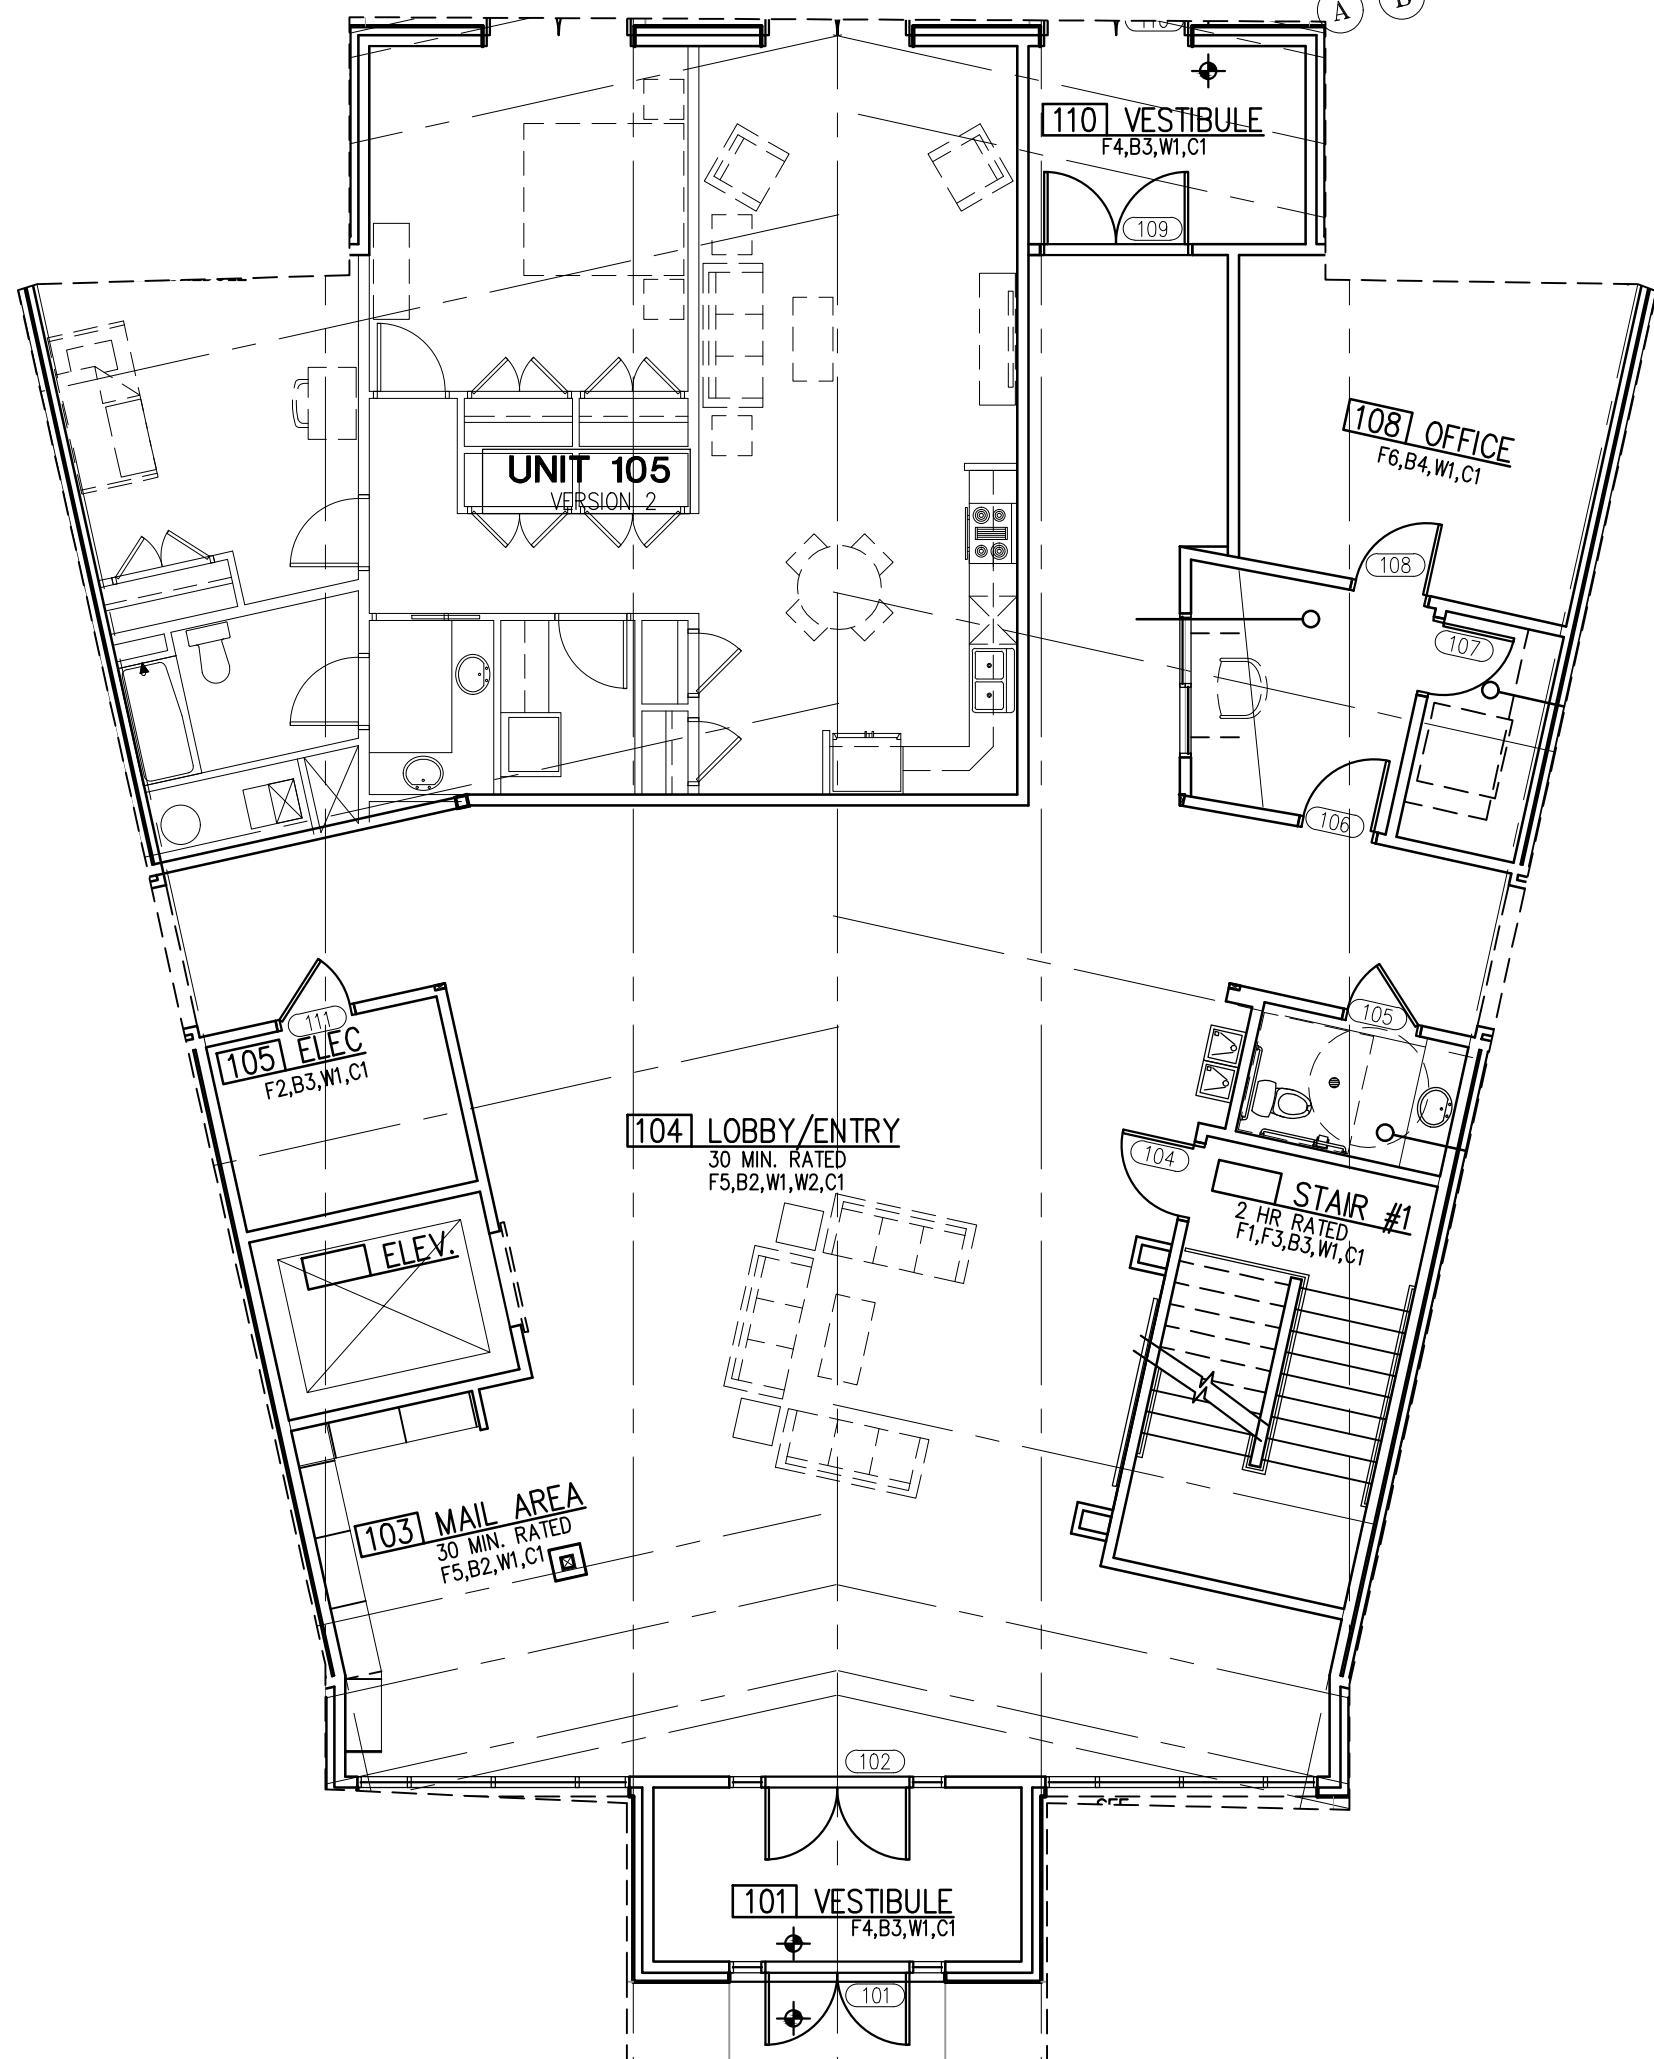 A
110 VESTIBULE
F4,B3,W1,C1
109
108 OFFICE
F6,B4,W1,C1
UNIT 105
VERSION 2
108
107
106
111
105 ELEC
F2,B3,W1,C1
105
104 LOBBY/ENTRY
30 MIN. RATED
F5,B2,W1,W2,C1
104
STAIR #1
2 HR RATED
F1,F3,B3,W1,C1
ELEV.
103 MAIL AREA
30 MIN. RATED
F5,B2,W1,C1
102
101 VESTIBULE
F4,B3,W1,C1
101